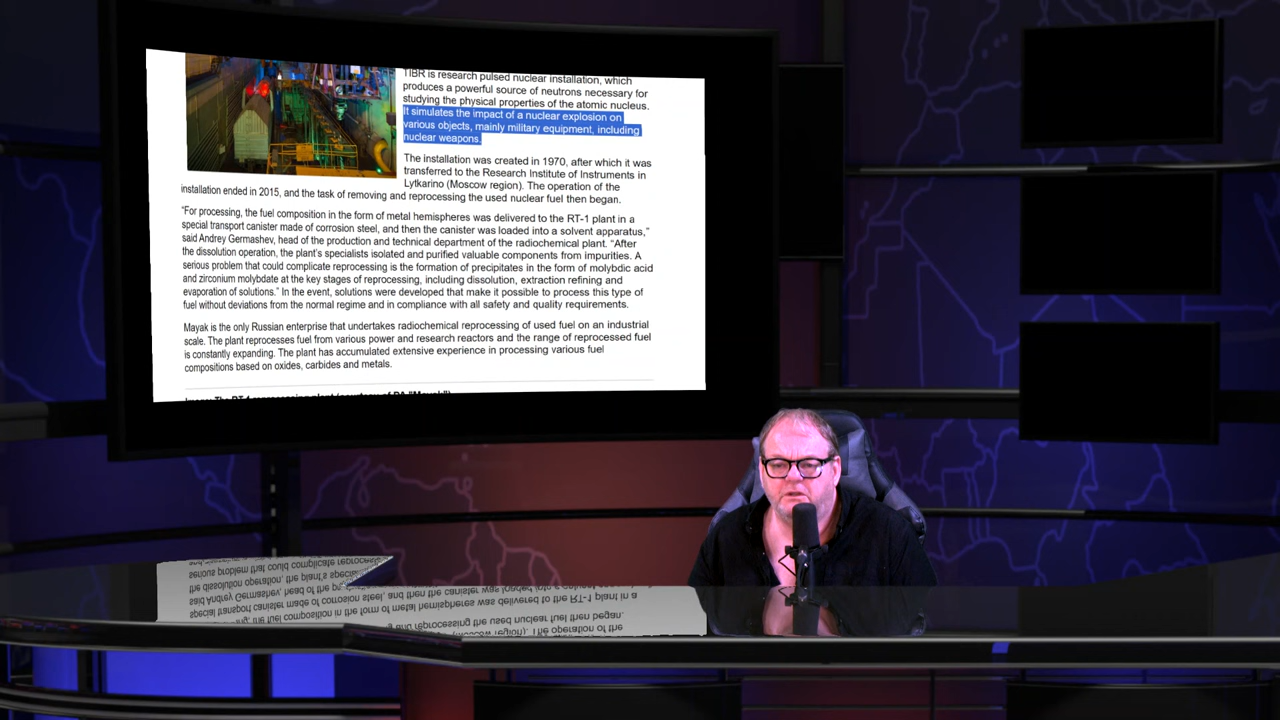 TIBR is research pulsed nuclear installation, which
produces a powerful source of neutrons necessary for
studying the physical properties of the atomic nucleus.
It simulates the impact of a nuclear explosion on
various objects, mainly military equipment, including
nuclear weapons.
The installation was created in 1970, after which it was
transferred to the Research Institute of Instruments in
Lytkarino (Moscow region). The operation of the
installation ended in 2015, and the task of removing and reprocessing the used nuclear fuel then began.
“For processing, the fuel composition in the form of metal hemispheres was delivered to the RT-1 plant in a
special transport canister made of corrosion steel, and then the canister was loaded into a solvent apparatus,”
said Andrey Germashev, head of the production and technical department of the radiochemical plant. “After
the dissolution operation, the plant's specialists isolated and purified valuable components from impurities. A
serious problem that could complicate reprocessing is the formation of precipitates in the form of molybdic acid
and zirconium molybdate at the key stages of reprocessing, including dissolution, extraction refining and
evaporation of solutions.” In the event, solutions were developed that make it possible to process this type of
fuel without deviations from the normal regime and in compliance with all safety and quality requirements.
Mayak is the only Russian enterprise that undertakes radiochemical reprocessing of used fuel on an industrial
scale. The plant reprocesses fuel from various power and research reactors and the range of reprocessed fuel
is constantly expanding. The plant has accumulated extensive experience in processing various fuel
compositions based on oxides, carbides and metals.